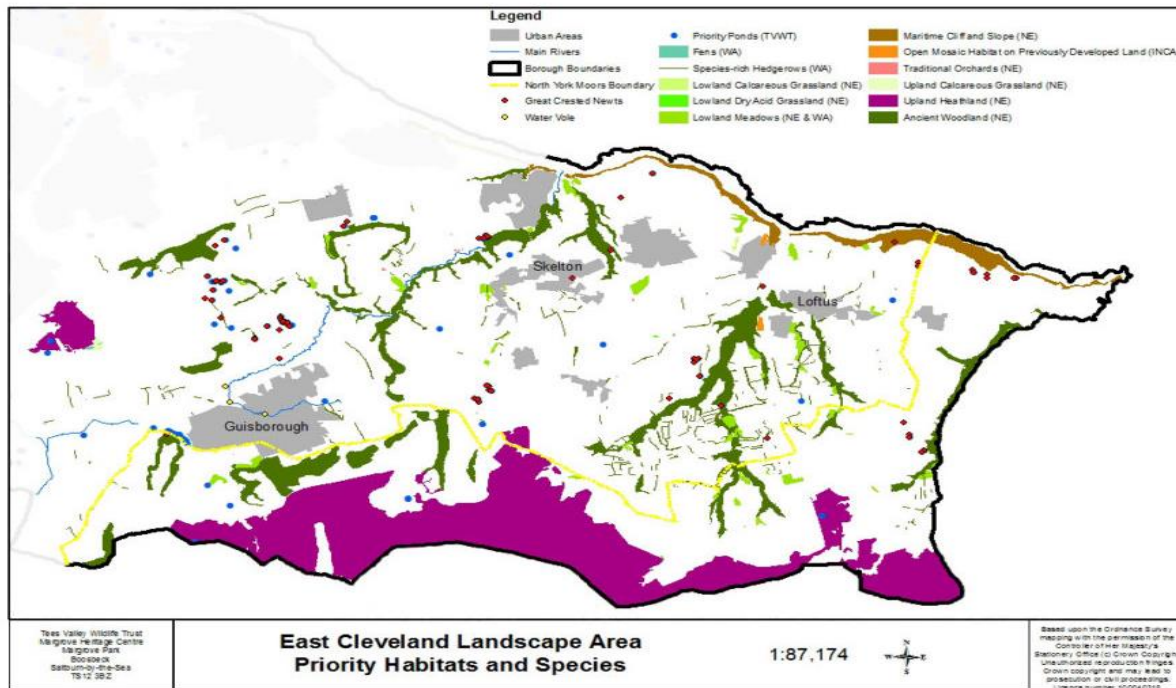 Legend
Urban Areas
Main Rivers
Borough Boundaries
North York Moors Boundary
Great Crested Newts
Water Vole
Priority Ponds (TVWT)
Fens (WA)
Species-rich Hedgerows (WA)
Lowland Calcareous Grassland (NE)
Lowland Dry Acid Grassland (NE)
Lowland Meadows (NE & WA)
Maritime Cliff and Slope (NE)
Open Mosaic Habitat on Previously Developed Land (INCA
Traditional Orchards (NE)
Upland Calcareous Grassland (NE)
Upland Heathland (NE)
Ancient Woodland (NE)
Skelton
Loftus
Guisborough
Tees Valley Wildlife Trust
Margrove Heritage Centre
Margrove Park
Boosbeck
Saltburn-by-the-Sea
TS12 3BZ
East Cleveland Landscape Area
Priority Habitats and Species
1:87,174
N
W E
S
Based upon the Ordnance Survey
mapping with the permission of the
Controller of Her Majesty's
Stationery Office (c) Crown Copyright
Unauthorized reproduction fringes
Crown copyright and may lead to
prosecution or civil proceedings.